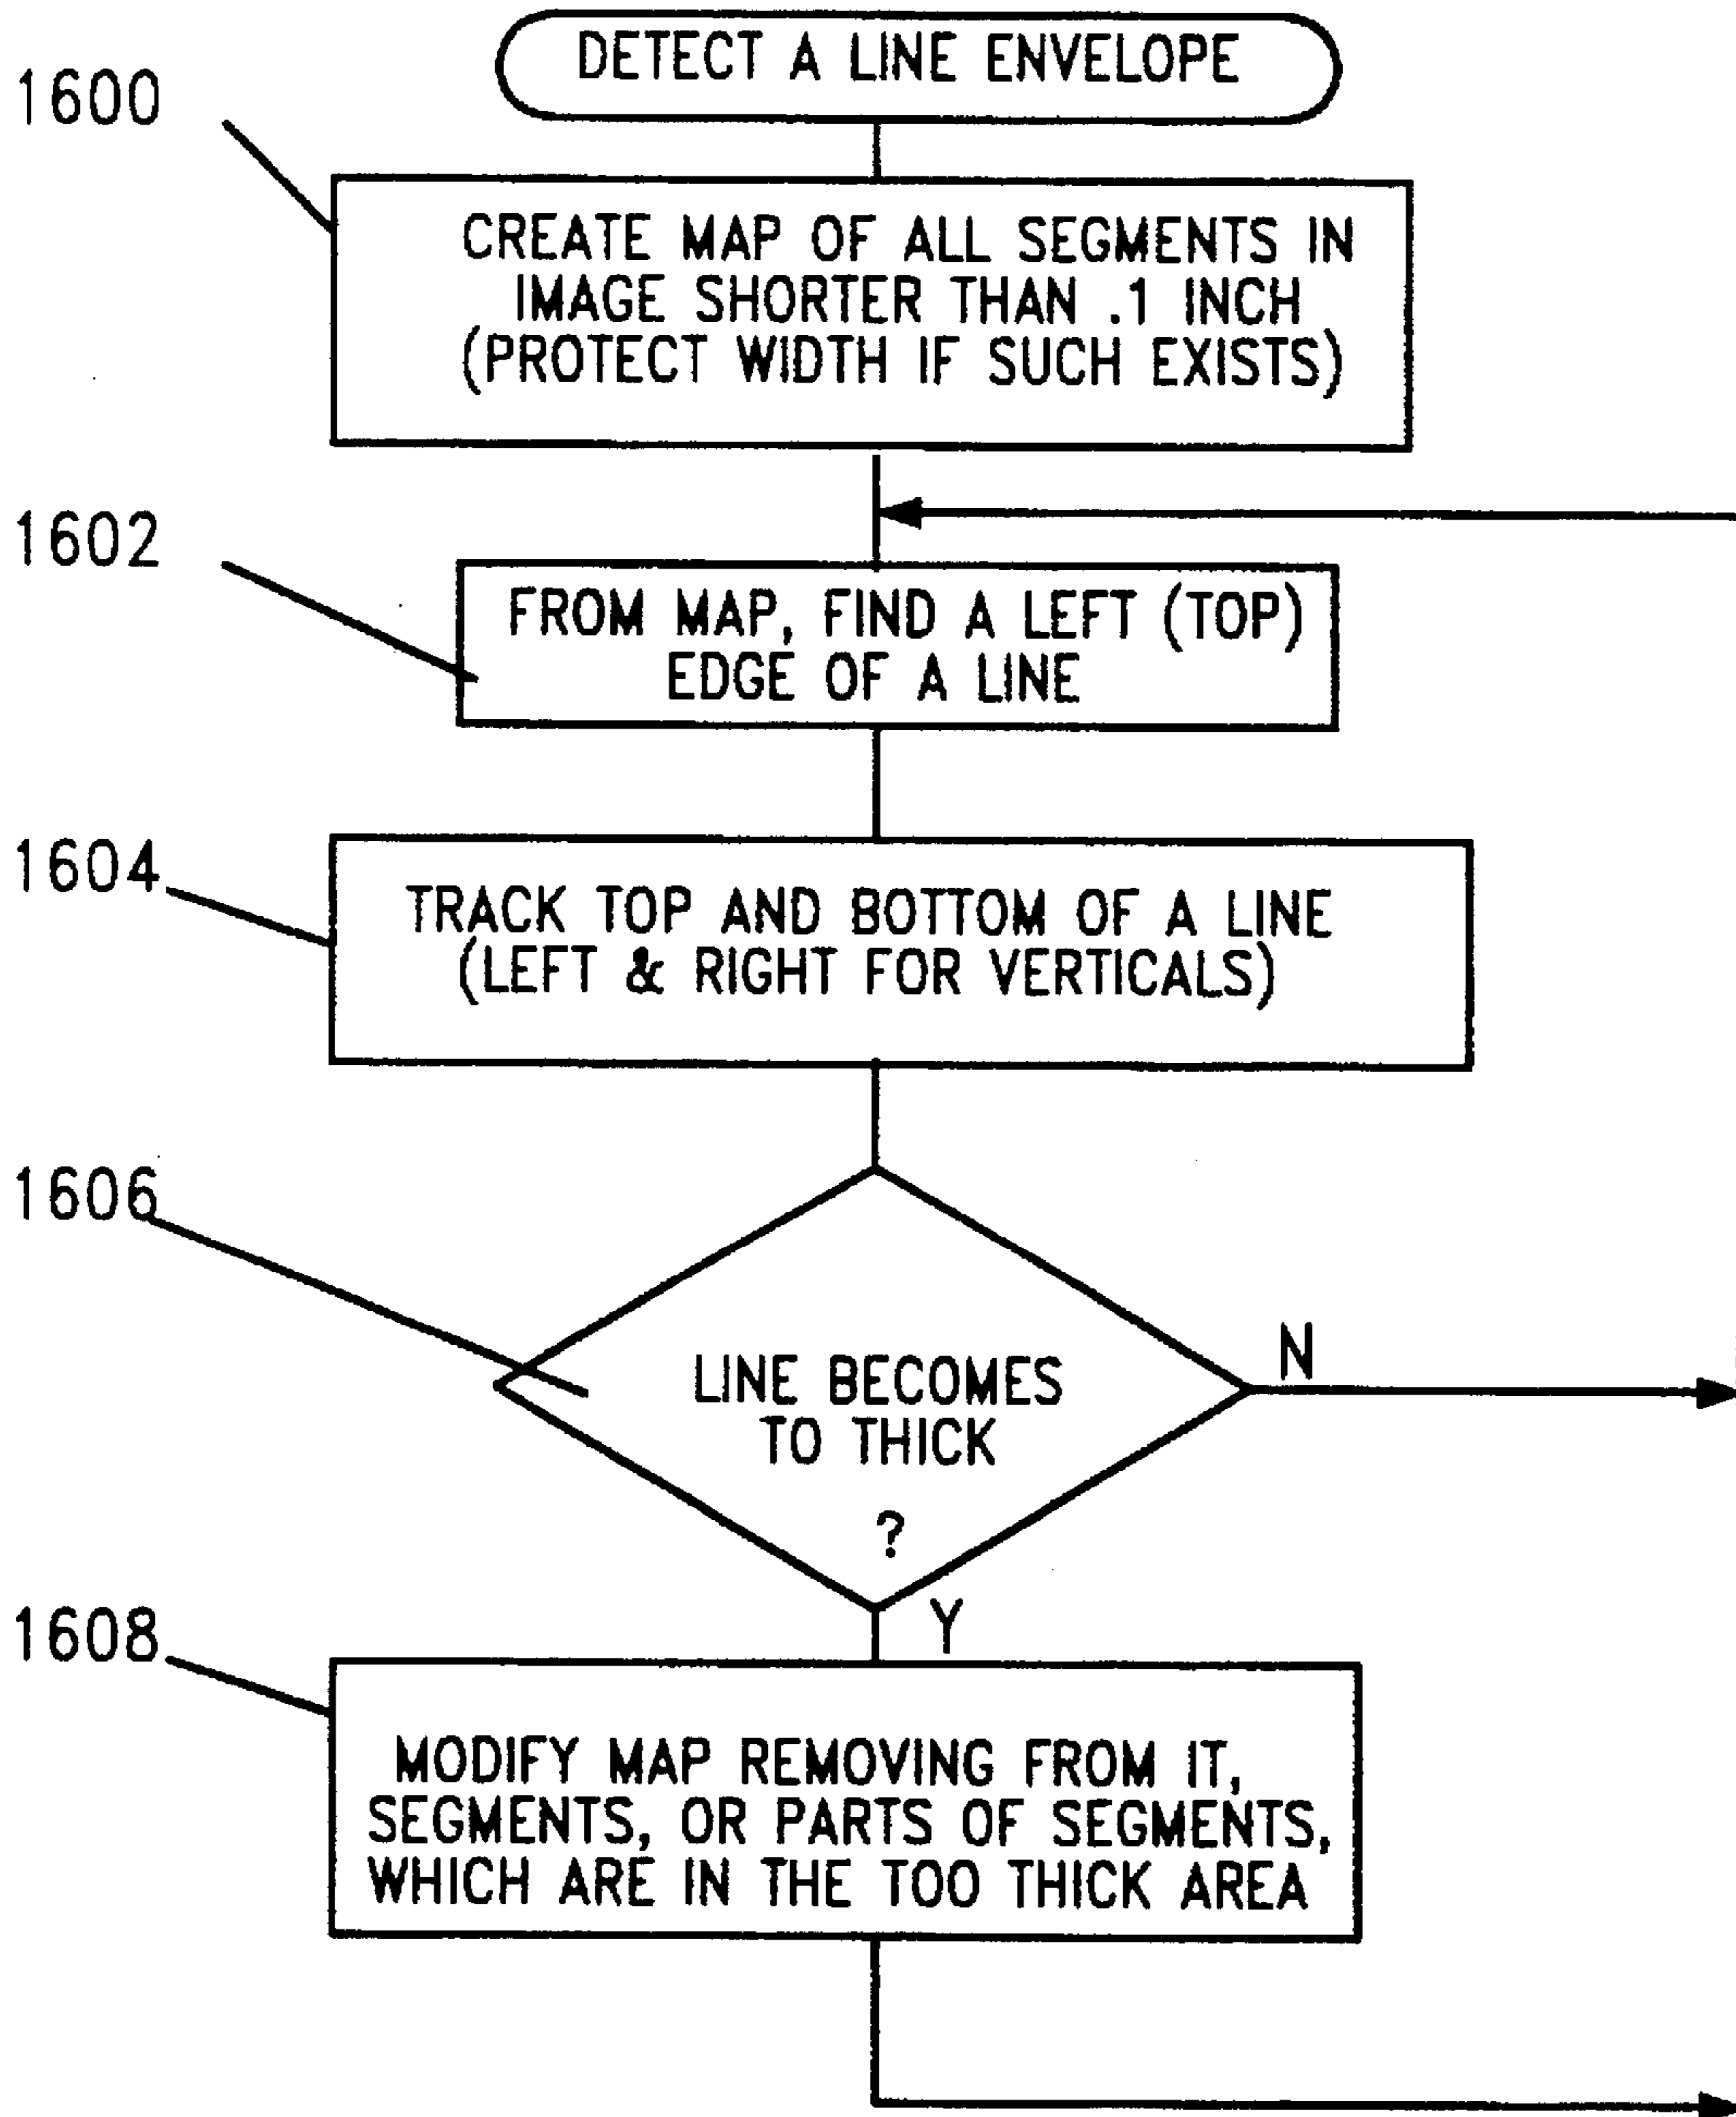 DETECT A LINE ENVELOPE
1600
CREATE MAP OF ALL SEGMENTS IN
IMAGE SHORTER THAN .1 INCH
(PROTECT WIDTH IF SUCH EXISTS)
1602
FROM MAP, FIND A LEFT (TOP)
EDGE OF A LINE
1604
TRACK TOP AND BOTTOM OF A LINE
(LEFT & RIGHT FOR VERTICALS)
1606
LINE BECOMES
TO THICK
?
N
Y
1608
MODIFY MAP REMOVING FROM IT,
SEGMENTS, OR PARTS OF SEGMENTS,
WHICH ARE IN THE TOO THICK AREA